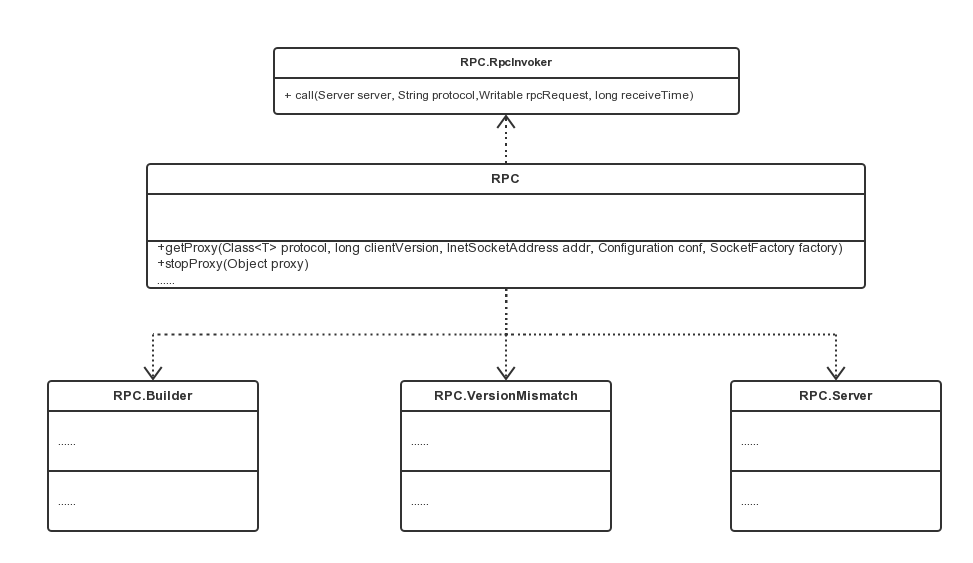 RPC.RpcInvoker
+ call(Server server, String protocol,Writable rpcRequest, long receiveTime)
RPC
+getProxy(Class<T> protocol, long clientVersion, InetSocketAddress addr, Configuration conf, SocketFactory factory)
+stopProxy(Object proxy)
......
RPC.Builder
......
......
RPC.VersionMismatch
......
......
RPC.Server
......
......